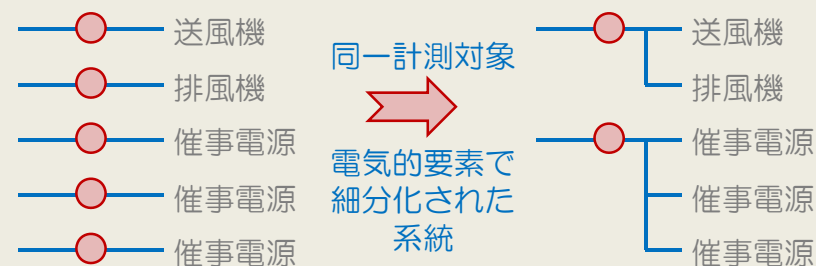 送風機
排風機
催事電源
催事電源
催事電源
同一計測対象
電気的要素で
細分化された
系統
送風機
排風機
催事電源
催事電源
催事電源